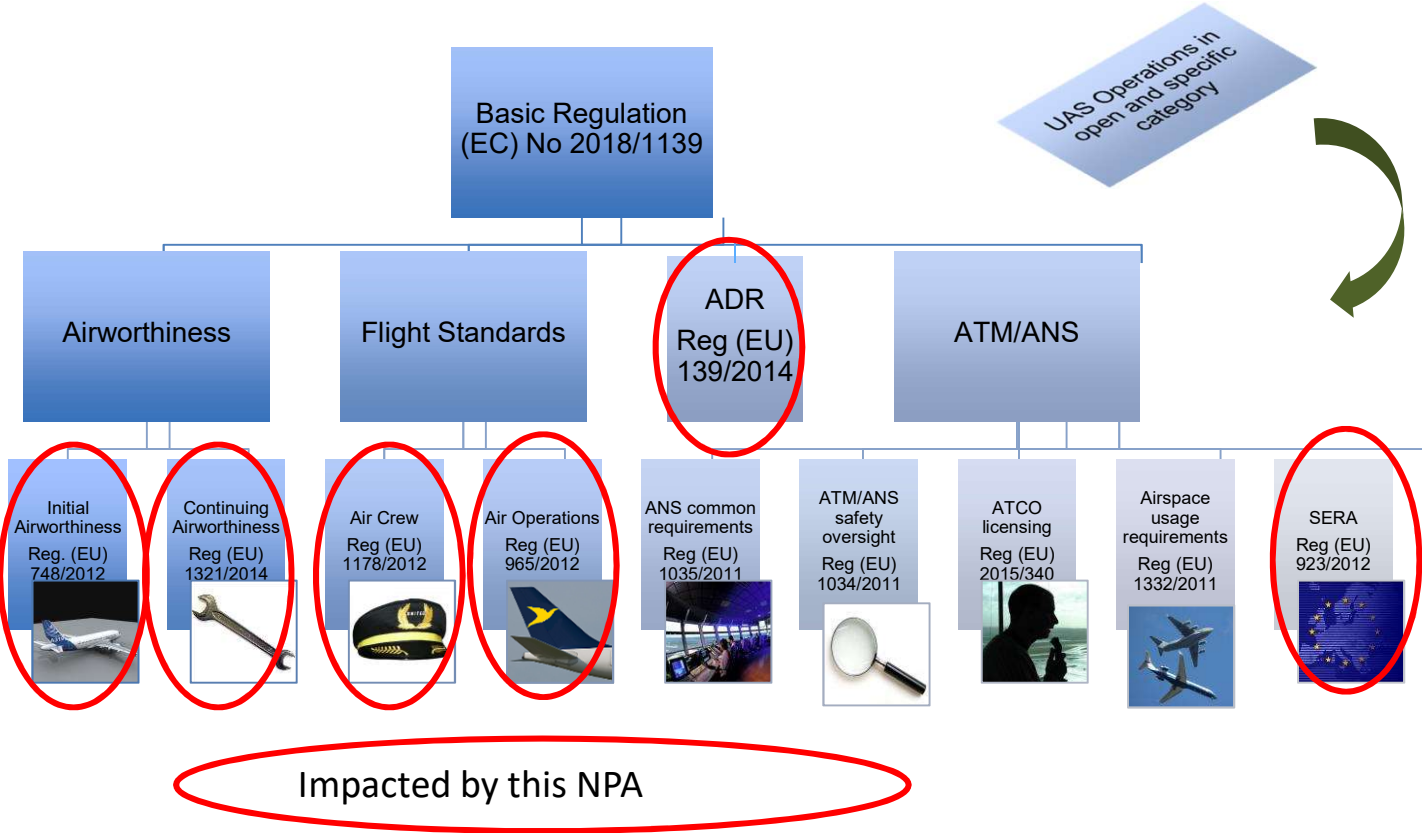 Basic Regulation
(EC) No 2018/1139
UAS Operations in
open and specific
category
Airworthiness
Flight Standards
ADR
Reg (EU)
139/2014
ATM/ANS
Initial
Airworthiness
Reg. (EU)
748/2012
Continuing
Airworthiness
Reg (EU)
1321/2014
Air Crew
Reg (EU)
1178/2012
Air Operations
Reg (EU)
965/2012
ANS common
requirements
Reg (EU)
1035/2011
ATM/ANS
safety
oversight
Reg (EU)
1034/2011
ATCO
licensing
Reg (EU)
2015/340
Airspace
usage
requirements
Reg (EU)
1332/2011
SERA
Reg (EU)
923/2012
UNITED
Impacted by this NPA